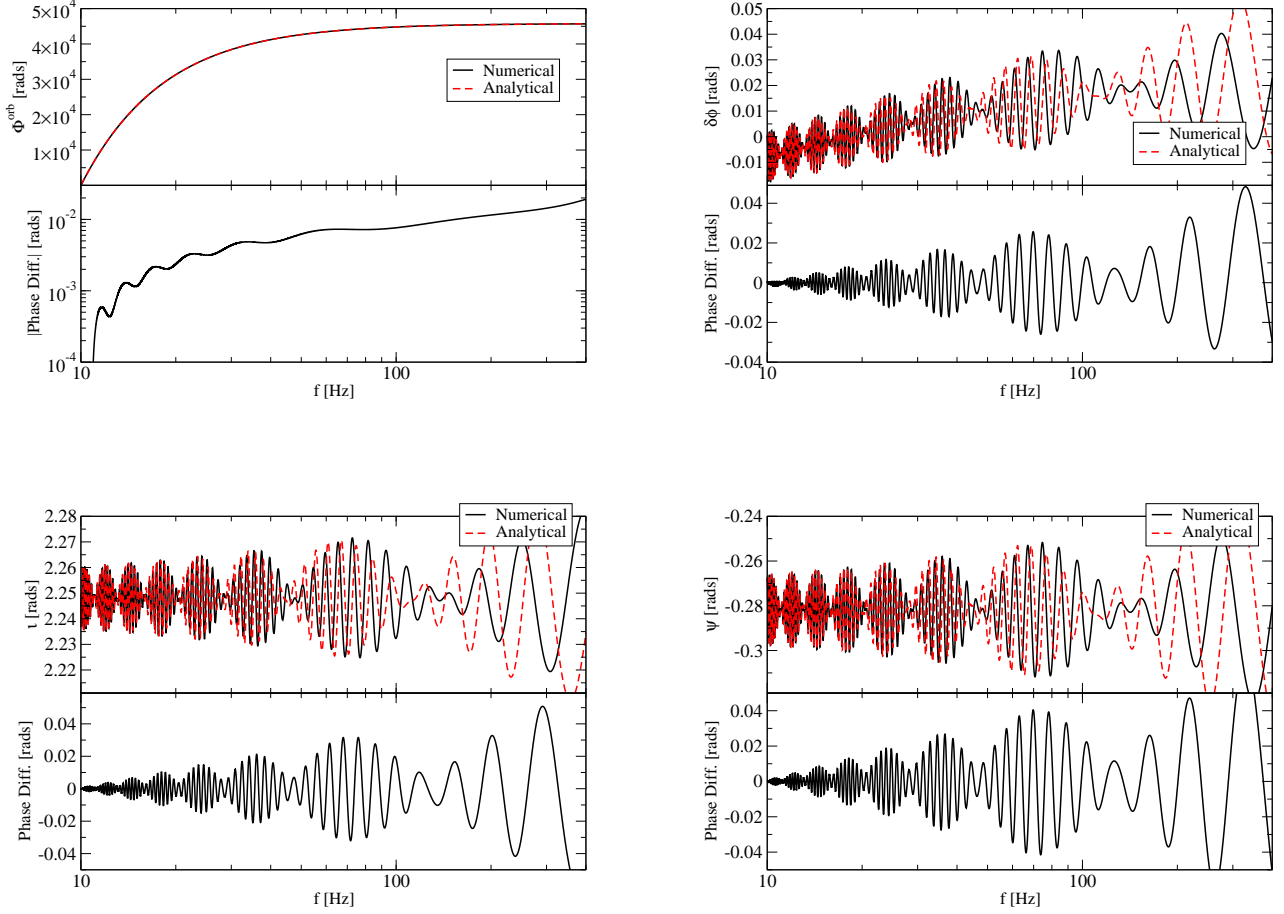 5×10⁴
4×10⁴
3×10⁴
2×10⁴
1×10⁴
Φᵒʳᵇ [rads]
Numerical
Analytical
10⁻²
10⁻³
10⁻⁴
|Phase Diff.| [rads]
10
100
f [Hz]
0.05
0.04
0.03
0.02
0.01
0
-0.01
0.01
δϕ [rads]
Numerical
Analytical
0.04
0.02
0
-0.02
-0.04
Phase Diff. [rads]
10
100
f [Hz]
2.28
2.27
2.26
2.25
2.24
2.23
2.22
ι [rads]
Numerical
Analytical
0.04
0.02
0
-0.02
-0.04
Phase Diff. [rads]
10
100
f [Hz]
-0.24
-0.26
-0.28
-0.3
ψ [rads]
Numerical
Analytical
0.04
0.02
0
-0.02
-0.04
Phase Diff. [rads]
10
100
f [Hz]